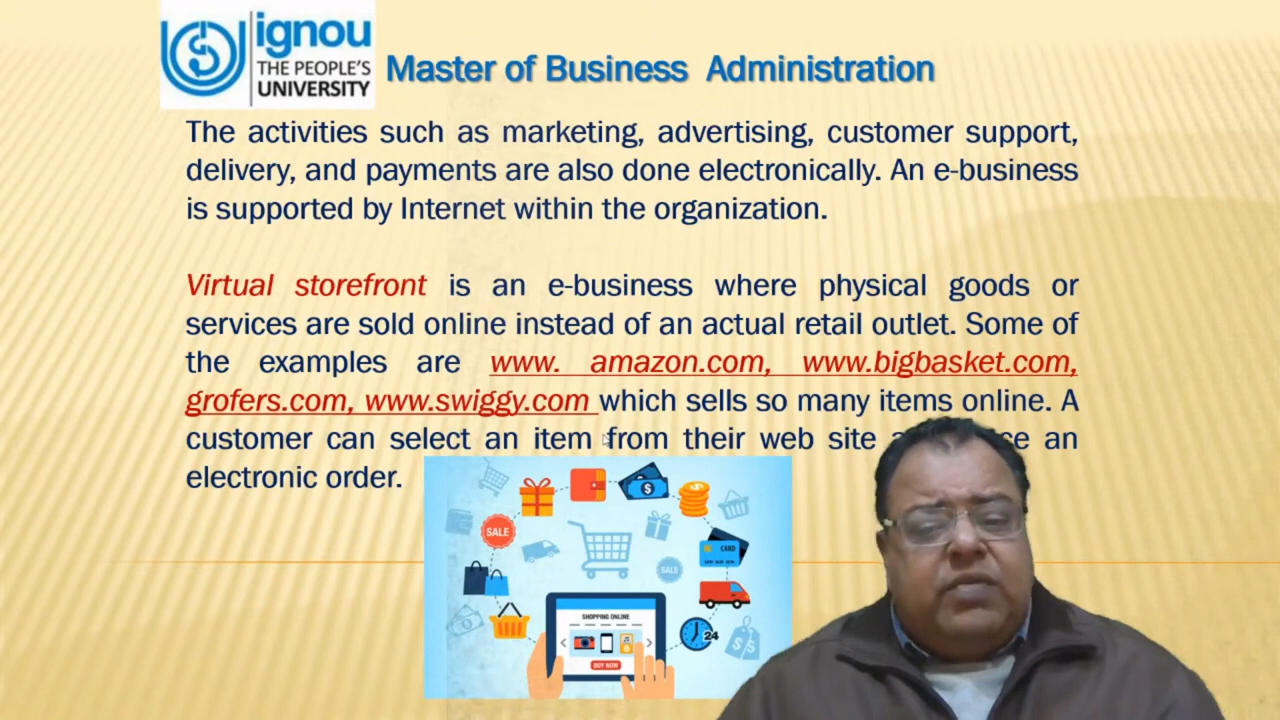 ignou
THE PEOPLE'S
UNIVERSITY
Master of Business Administration
The activities such as marketing, advertising, customer support,
delivery, and payments are also done electronically. An e-business
is supported by Internet within the organization.
Virtual storefront is an e-business where physical goods or
services are sold online instead of an actual retail outlet. Some of
the examples are www. amazon.com, www.bigbasket.com,
grofers.com, www.swiggy.com which sells so many items online. A
customer can select an item from their web site an
electronic order.
SALE
CARD
SALE
SHOPPING ONLINE
24
BUY NOW